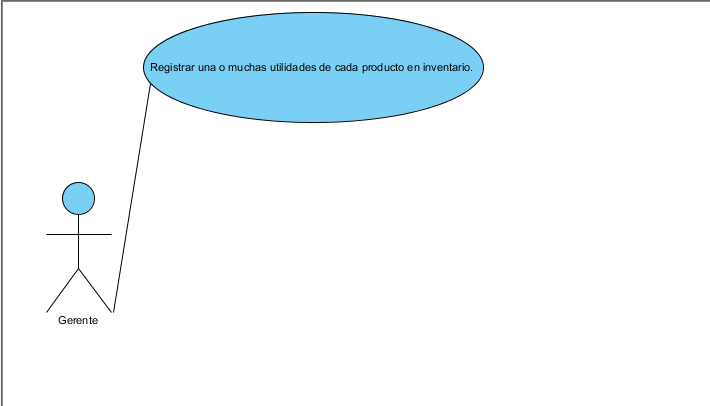 Registrar una o muchas utilidades de cada producto en inventario.
Gerente